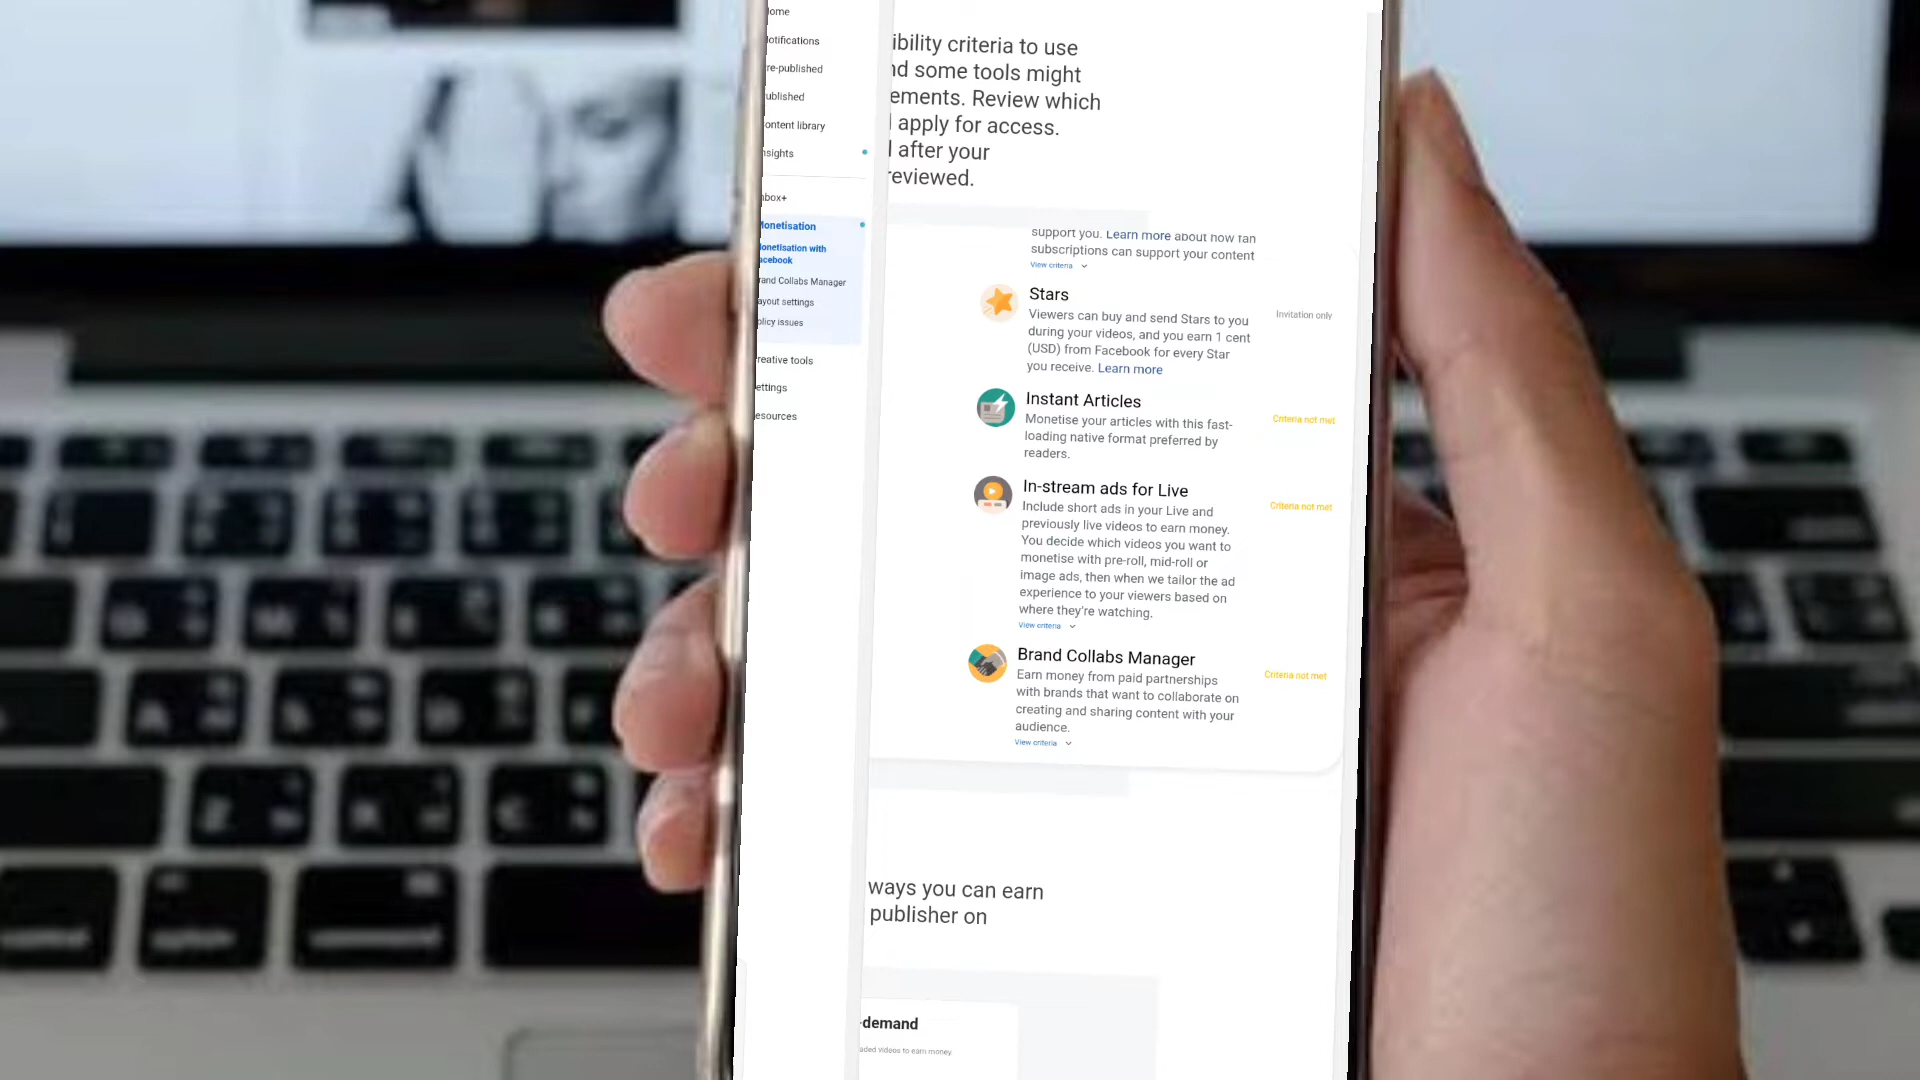 ome
otifications
re-published
ublished
ontent library
nsights
nbox+
Monetisation
onetisation with
acebook
rand Collabs Manager
ayout settings
olicy issues
reative tools
ettings
esources
ibility criteria to use
nd some tools might
ements. Review which
apply for access.
after your
reviewed.
support you. Learn more about how fan
subscriptions can support your content
View criteria
Stars
Viewers can buy and send Stars to you
during your videos, and you earn 1 cent
(USD) from Facebook for every Star
you receive. Learn more
Invitation only
Instant Articles
Monetise your articles with this fast-
loading native format preferred by
readers.
Criteria not met
In-stream ads for Live
Include short ads in your Live and
previously live videos to earn money.
You decide which videos you want to
monetise with pre-roll, mid-roll or
image ads, then when we tailor the ad
experience to your viewers based on
where they're watching.
View criteria
Criteria not met
Brand Collabs Manager
Earn money from paid partnerships
with brands that want to collaborate on
creating and sharing content with your
audience.
View criteria
Criteria not met
ways you can earn
publisher on
-demand
aded videos to earn money.